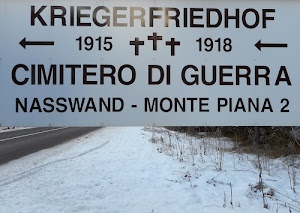 KRIEGERFRIEDHOF
1915 1918
CIMITERO DI GUERRA
NASSWAND - MONTE PIANA 2